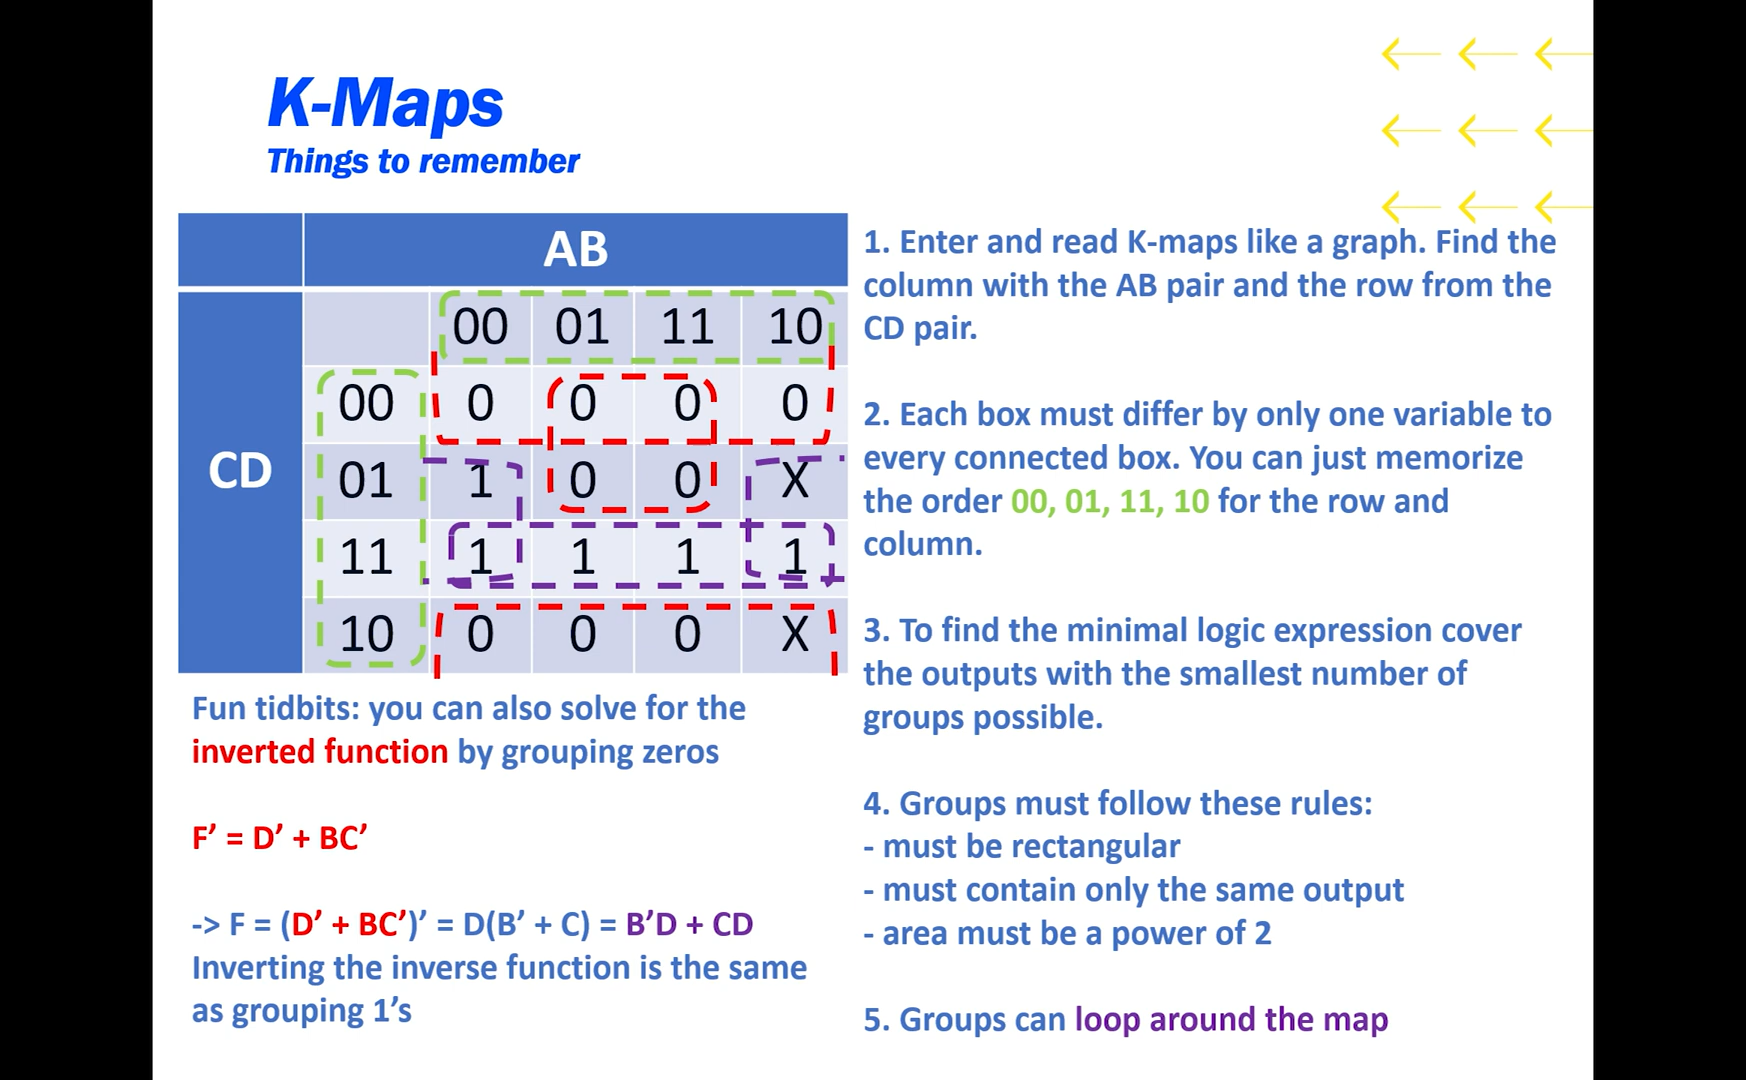 K-Maps
Things to remember
AB
00 01 11 10
00 0 0 0 0
CD
01 1 0 0 X
11 1 1 1 1
10 0 0 0 X
Fun tidbits: you can also solve for the
inverted function by grouping zeros
F’ = D’ + BC’
-> F = (D’ + BC’)’ = D(B’ + C) = B’D + CD
Inverting the inverse function is the same
as grouping 1’s
1. Enter and read K-maps like a graph. Find the
column with the AB pair and the row from the
CD pair.
2. Each box must differ by only one variable to
every connected box. You can just memorize
the order 00, 01, 11, 10 for the row and
column.
3. To find the minimal logic expression cover
the outputs with the smallest number of
groups possible.
4. Groups must follow these rules:
- must be rectangular
- must contain only the same output
- area must be a power of 2
5. Groups can loop around the map